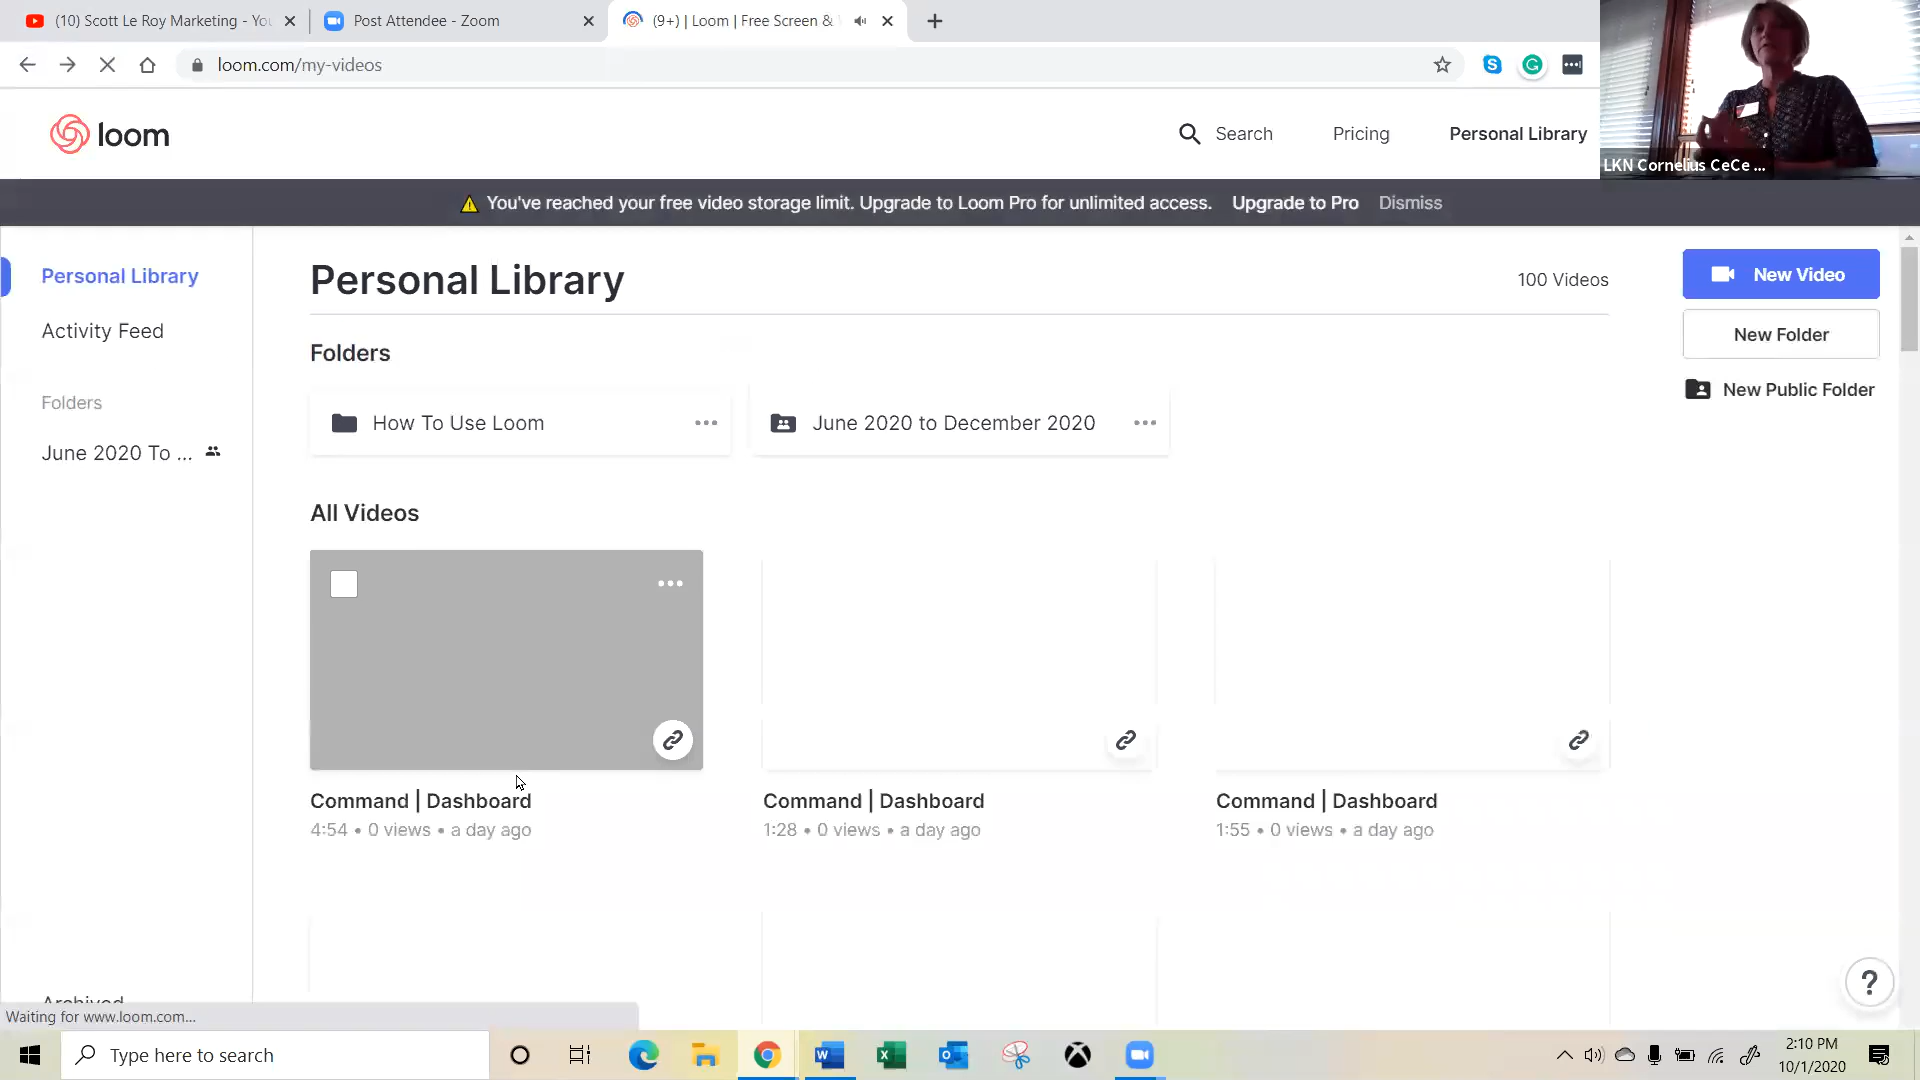 (10) Scott Le Roy Marketing - You
Post Attendee - Zoom
(9+) | Loom | Free Screen &
loom.com/my-videos
loom
Search
Pricing
Personal Library
LKN Cornelius CeCe ...
You've reached your free video storage limit. Upgrade to Loom Pro for unlimited access. Upgrade to Pro Dismiss
Personal Library
Activity Feed
Folders
June 2020 To ...
Personal Library
100 Videos
New Video
New Folder
New Public Folder
Folders
How To Use Loom
June 2020 to December 2020
All Videos
Command | Dashboard
4:54 • 0 views • a day ago
Command | Dashboard
1:28 • 0 views • a day ago
Command | Dashboard
1:55 • 0 views • a day ago
Archived
?
Waiting for www.loom.com...
Type here to search
2:10 PM
10/1/2020